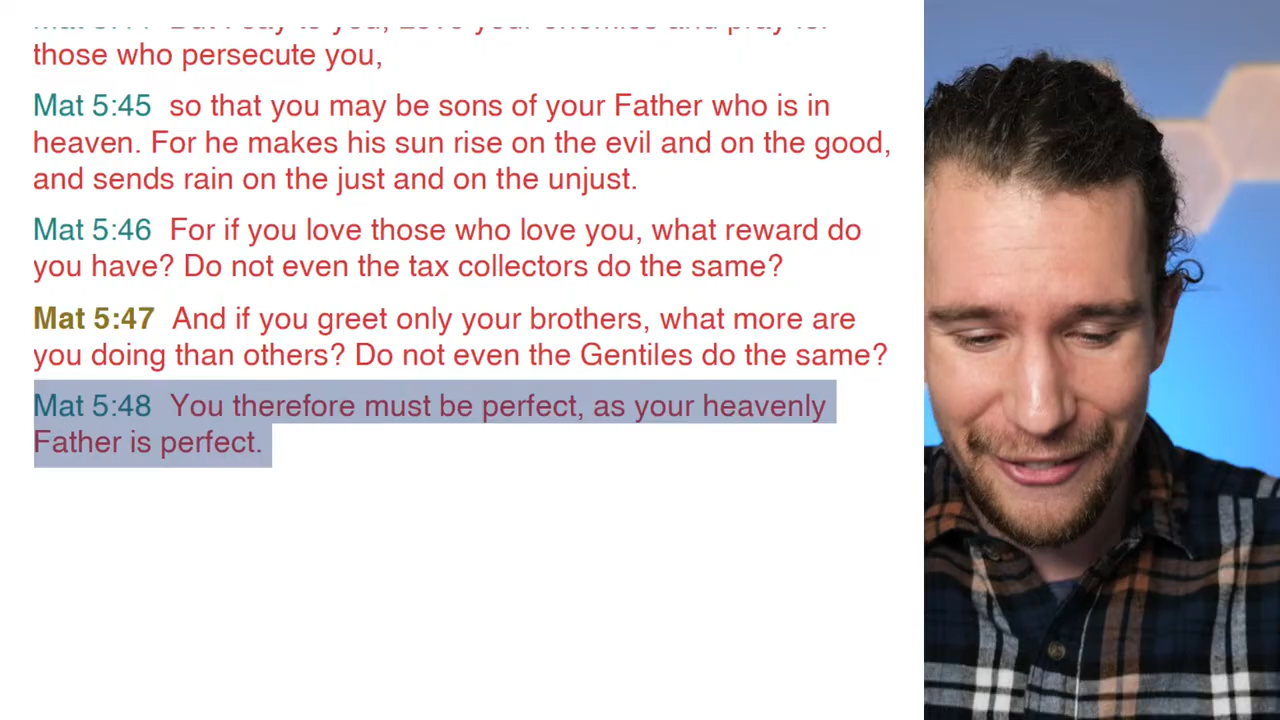 those who persecute you,
Mat 5:45 so that you may be sons of your Father who is in
heaven. For he makes his sun rise on the evil and on the good,
and sends rain on the just and on the unjust.
Mat 5:46 For if you love those who love you, what reward do
you have? Do not even the tax collectors do the same?
Mat 5:47 And if you greet only your brothers, what more are
you doing than others? Do not even the Gentiles do the same?
Mat 5:48 You therefore must be perfect, as your heavenly
Father is perfect.